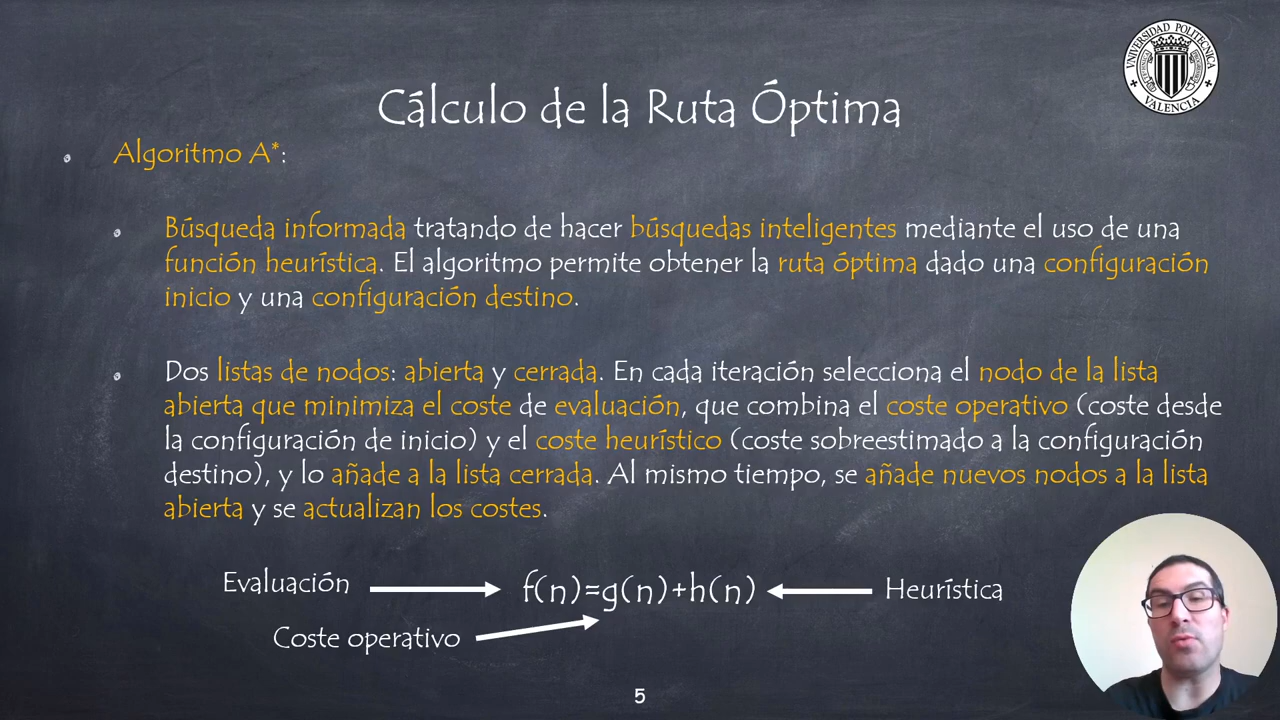 UNIVERSIDAD POLITECNICA
VALENCIA
Cálculo de la Ruta Óptima
Algoritmo A*:
Búsqueda informada tratando de hacer búsquedas inteligentes mediante el uso de una
función heurística. El algoritmo permite obtener la ruta óptima dado una configuración
inicio y una configuración destino.
Dos listas de nodos: abierta y cerrada. En cada iteración selecciona el nodo de la lista
abierta que minimiza el coste de evaluación, que combina el coste operativo (coste desde
la configuración de inicio) y el coste heurístico (coste sobreestimado a la configuración
destino), y lo añade a la lista cerrada. Al mismo tiempo, se añade nuevos nodos a la lista
abierta y se actualizan los costes.
Evaluación
f(n)=g(n)+h(n)
Heurística
Coste operativo
5